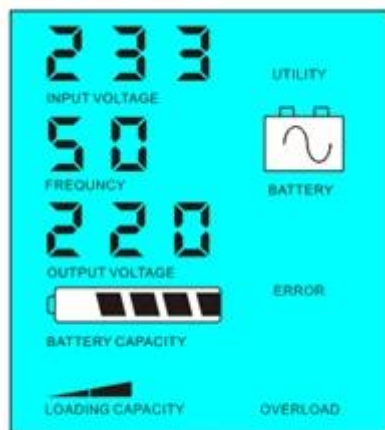 233
INPUT VOLTAGE
UTILITY
50
FREQUNCY
BATTERY
220
OUTPUT VOLTAGE
ERROR
BATTERY CAPACITY
LOADING CAPACITY
OVERLOAD